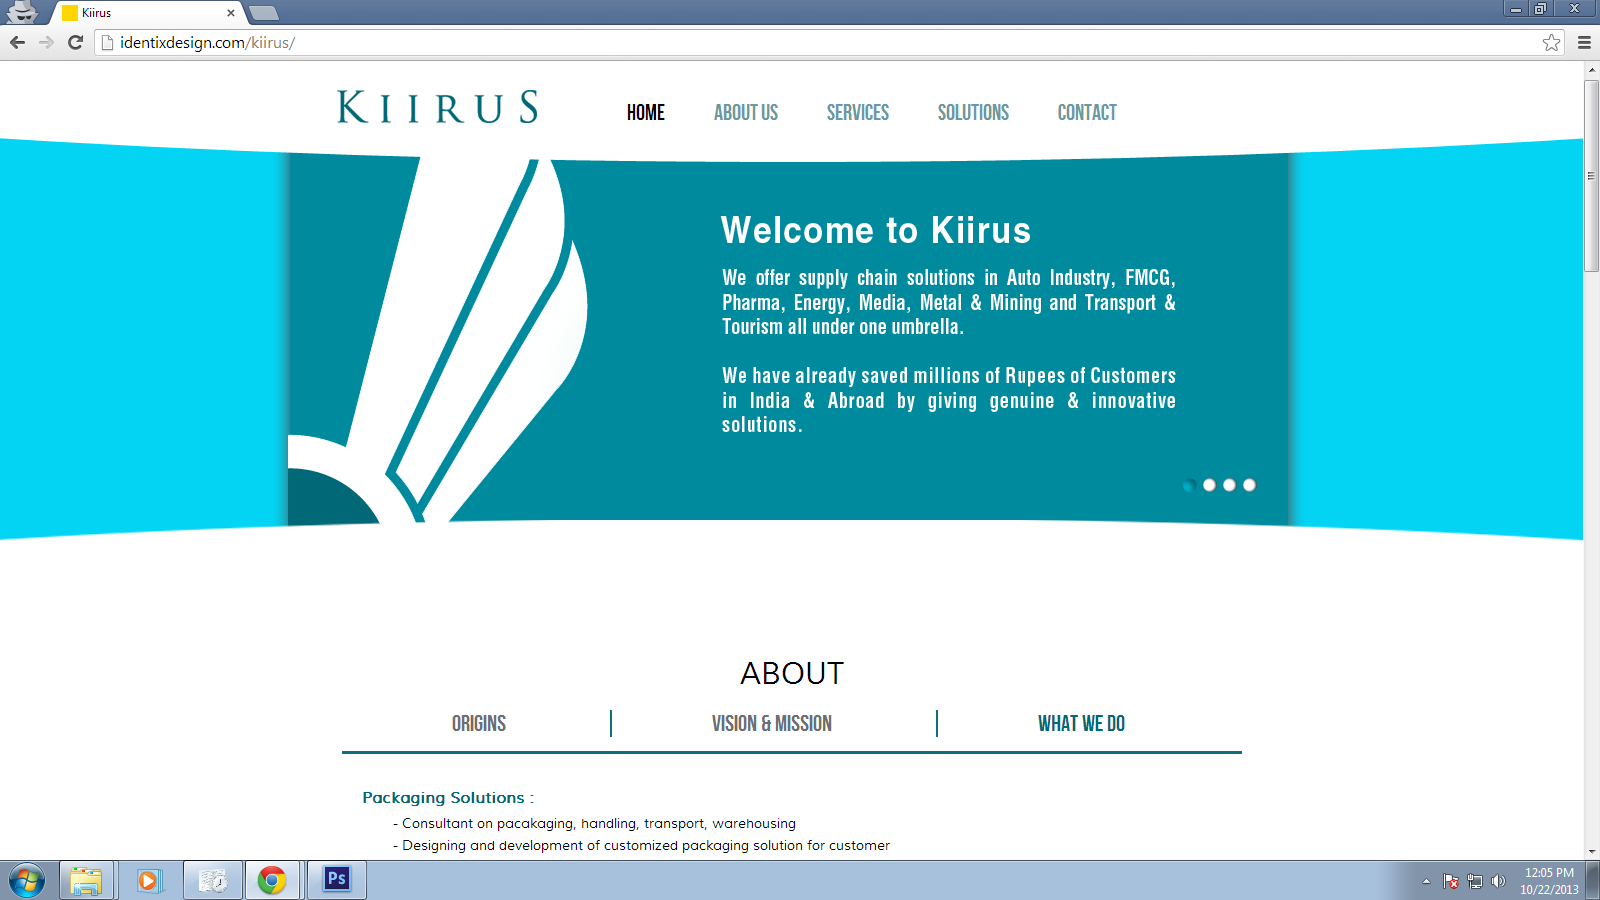 Kiirus
identixdesign.com/kiirus/
KIIRUS
HOME ABOUT US SERVICES SOLUTIONS CONTACT
Welcome to Kiirus
We offer supply chain solutions in Auto Industry, FMCG,
Pharma, Energy, Media, Metal & Mining and Transport &
Tourism all under one umbrella.
We have already saved millions of Rupees of Customers
in India & Abroad by giving genuine & innovative
solutions.
ABOUT
ORIGINS VISION & MISSION WHAT WE DO
Packaging Solutions :
- Consultant on pacakaging, handling, transport, warehousing
- Designing and development of customized packaging solution for customer
Ps
12:05 PM
10/22/2013